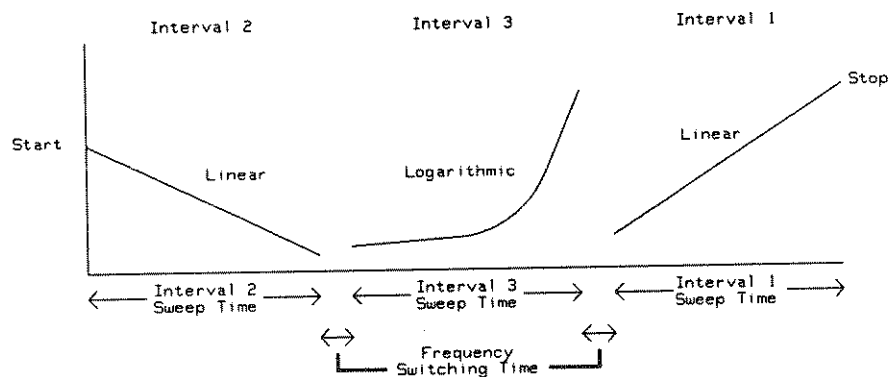 Interval 2
Interval 3
Interval 1
Start
Linear
Logarithmic
Linear
Stop
Interval 2
Sweep Time
Interval 3
Sweep Time
Interval 1
Sweep Time
Frequency
Switching Time